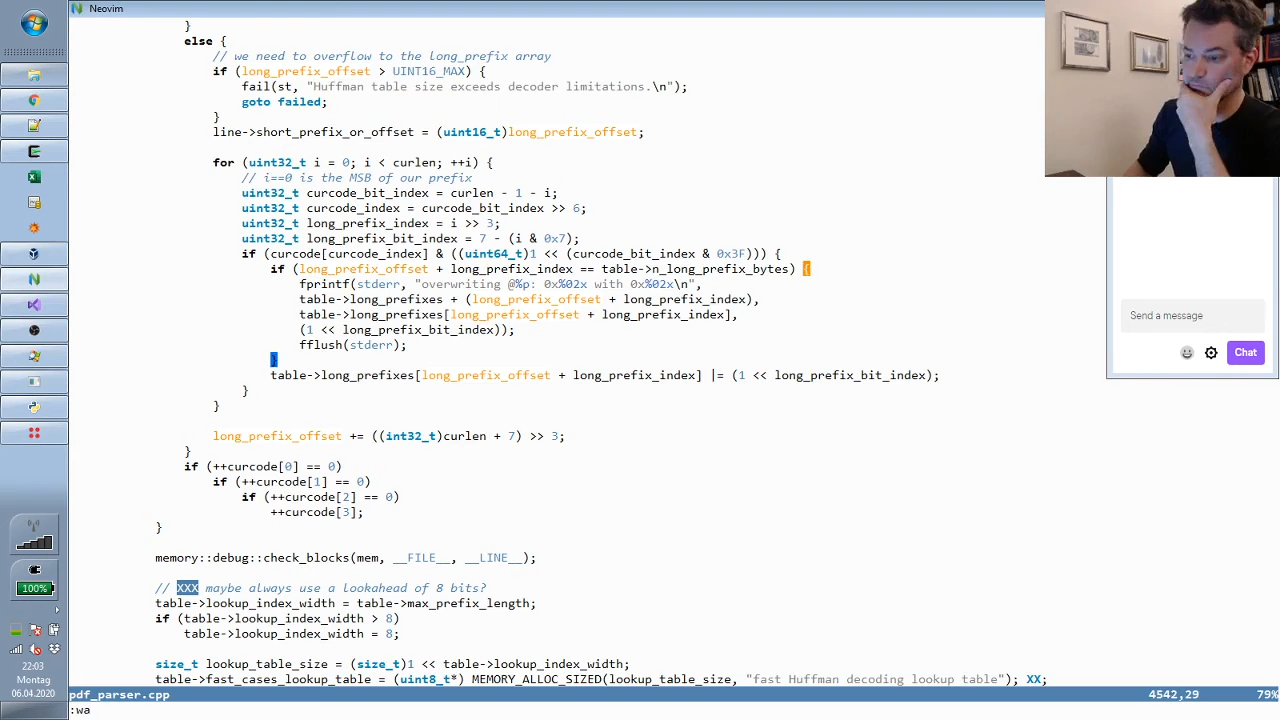 Neovim
}
else {
// we need to overflow to the long_prefix array
if (long_prefix_offset > UINT16_MAX) {
fail(st, "Huffman table size exceeds decoder limitations.\n");
goto failed;
}
line->short_prefix_or_offset = (uint16_t)long_prefix_offset;
for (uint32_t i = 0; i < curlen; ++i) {
// i==0 is the MSB of our prefix
uint32_t curcode_bit_index = curlen - 1 - i;
uint32_t curcode_index = curcode_bit_index >> 6;
uint32_t long_prefix_index = i >> 3;
uint32_t long_prefix_bit_index = 7 - (i & 0x7);
if (curcode[curcode_index] & ((uint64_t)1 << (curcode_bit_index & 0x3F))) {
if (long_prefix_offset + long_prefix_index == table->n_long_prefix_bytes) {
fprintf(stderr, "overwriting @%p: 0x%02x with 0x%02x\n",
table->long_prefixes + (long_prefix_offset + long_prefix_index),
table->long_prefixes[long_prefix_offset + long_prefix_index],
(1 << long_prefix_bit_index));
fflush(stderr);
}
table->long_prefixes[long_prefix_offset + long_prefix_index] |= (1 << long_prefix_bit_index);
}
}
long_prefix_offset += ((int32_t)curlen + 7) >> 3;
}
if (++curcode[0] == 0)
if (++curcode[1] == 0)
if (++curcode[2] == 0)
++curcode[3];
}
memory::debug::check_blocks(mem, __FILE__, __LINE__);
// XXX maybe always use a lookahead of 8 bits?
table->lookup_index_width = table->max_prefix_length;
if (table->lookup_index_width > 8)
table->lookup_index_width = 8;
size_t lookup_table_size = (size_t)1 << table->lookup_index_width;
table->fast_cases_lookup_table = (uint8_t*) MEMORY_ALLOC_SIZED(lookup_table_size, "fast Huffman decoding lookup table"); XX;
pdf_parser.cpp 4542,29 79%
:wa
Send a message
Chat
100%
22:03
Montag
06.04.2020